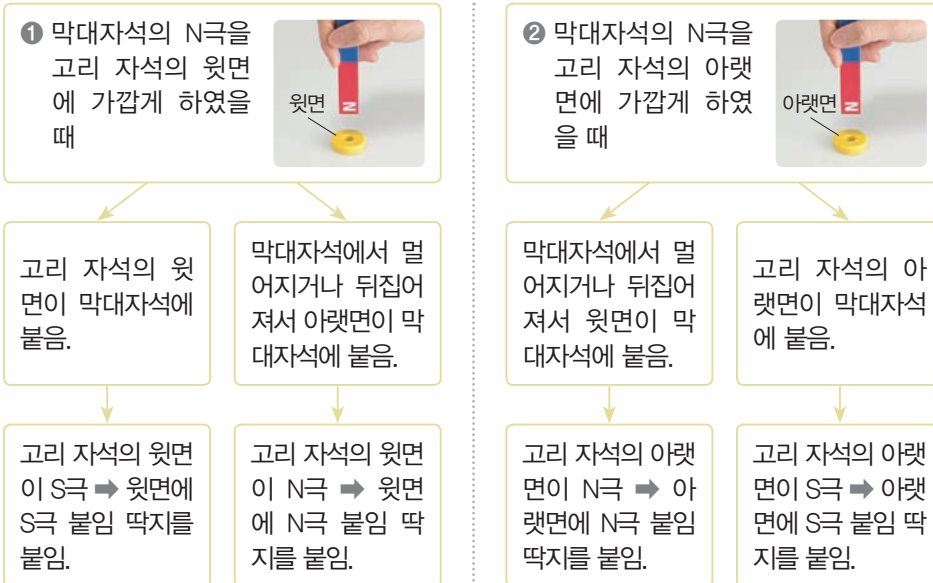 ❶ 막대자석의 N극을
고리 자석의 윗면
에 가깝게 하였을
때
윗면
N
고리 자석의 윗
면이 막대자석에
붙음.
막대자석에서 멀
어지거나 뒤집어
져서 아랫면이 막
대자석에 붙음.
고리 자석의 윗면
이 S극 ➡ 윗면에
S극 붙임 딱지를
붙임.
고리 자석의 윗면
이 N극 ➡ 윗면
에 N극 붙임 딱
지를 붙임.
❷ 막대자석의 N극을
고리 자석의 아랫
면에 가깝게 하였
을 때
아랫면
N
막대자석에서 멀
어지거나 뒤집어
져서 윗면이 막
대자석에 붙음.
고리 자석의 아
랫면이 막대자석
에 붙음.
고리 자석의 아랫
면이 N극 ➡ 아
랫면에 N극 붙임
딱지를 붙임.
고리 자석의 아랫
면이 S극 ➡ 아랫
면에 S극 붙임 딱
지를 붙임.